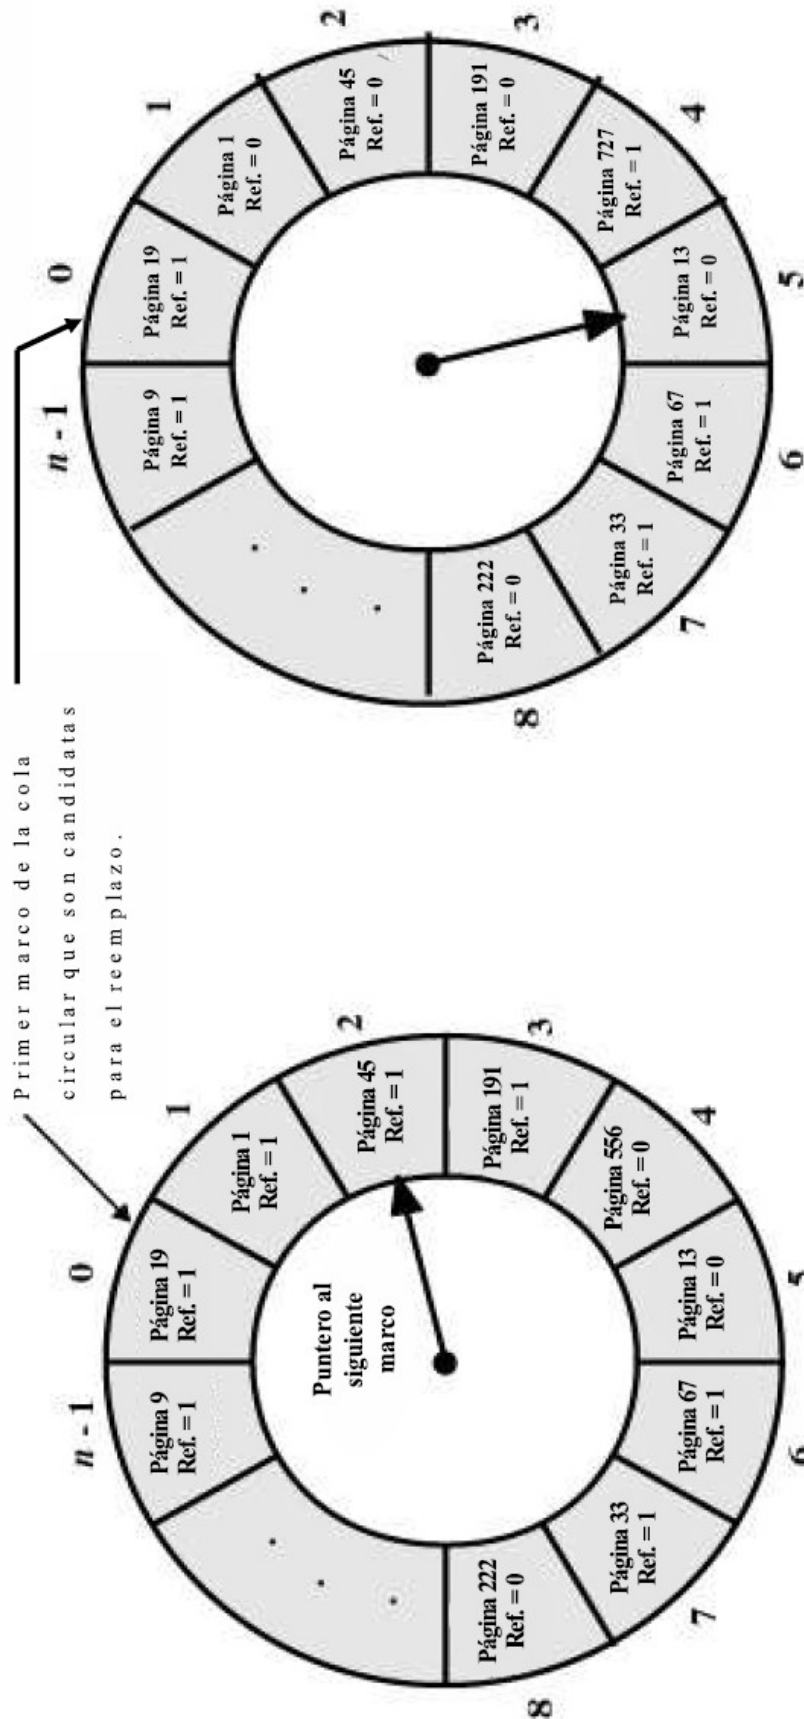 Primer marco de la cola
circular que son candidatas
para el reemplazo.
n - 1
0
1
2
3
4
5
6
7
8
Página 9
Ref. = 1
Página 19
Ref. = 1
Página 1
Ref. = 1
Página 45
Ref. = 1
Página 191
Ref. = 1
Página 556
Ref. = 0
Página 13
Ref. = 0
Página 67
Ref. = 1
Página 33
Ref. = 1
Página 222
Ref. = 0
Puntero al
siguiente
marco
n - 1
0
1
2
3
4
5
6
7
8
Página 9
Ref. = 1
Página 19
Ref. = 1
Página 1
Ref. = 0
Página 45
Ref. = 0
Página 191
Ref. = 0
Página 727
Ref. = 1
Página 13
Ref. = 0
Página 67
Ref. = 1
Página 33
Ref. = 1
Página 222
Ref. = 0